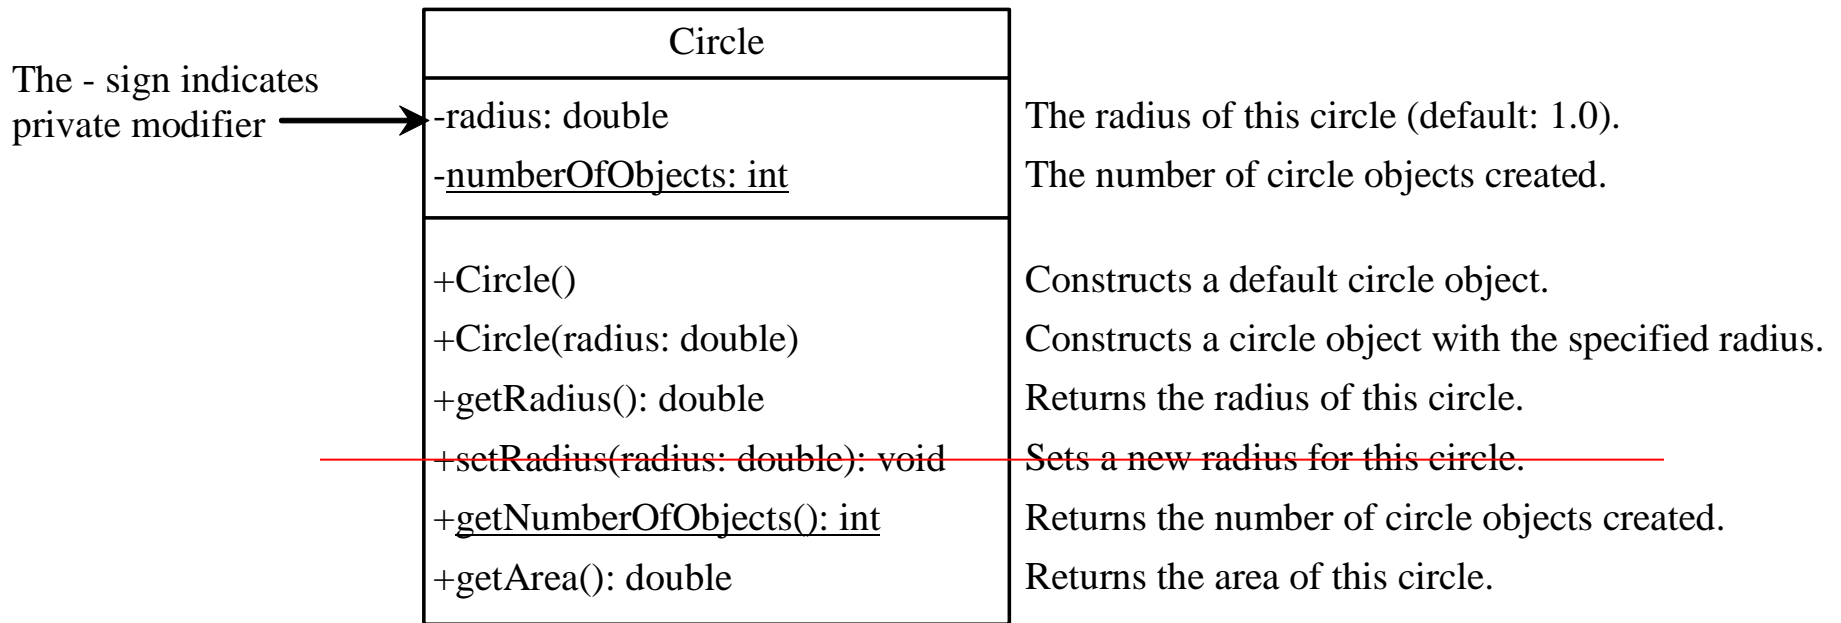 Circle
The - sign indicates
private modifier
-radius: double
The radius of this circle (default: 1.0).
-numberOfObjects: int
The number of circle objects created.
+Circle()
Constructs a default circle object.
+Circle(radius: double)
Constructs a circle object with the specified radius.
+getRadius(): double
Returns the radius of this circle.
+setRadius(radius: double): void
Sets a new radius for this circle.
+getNumberOfObjects(): int
Returns the number of circle objects created.
+getArea(): double
Returns the area of this circle.